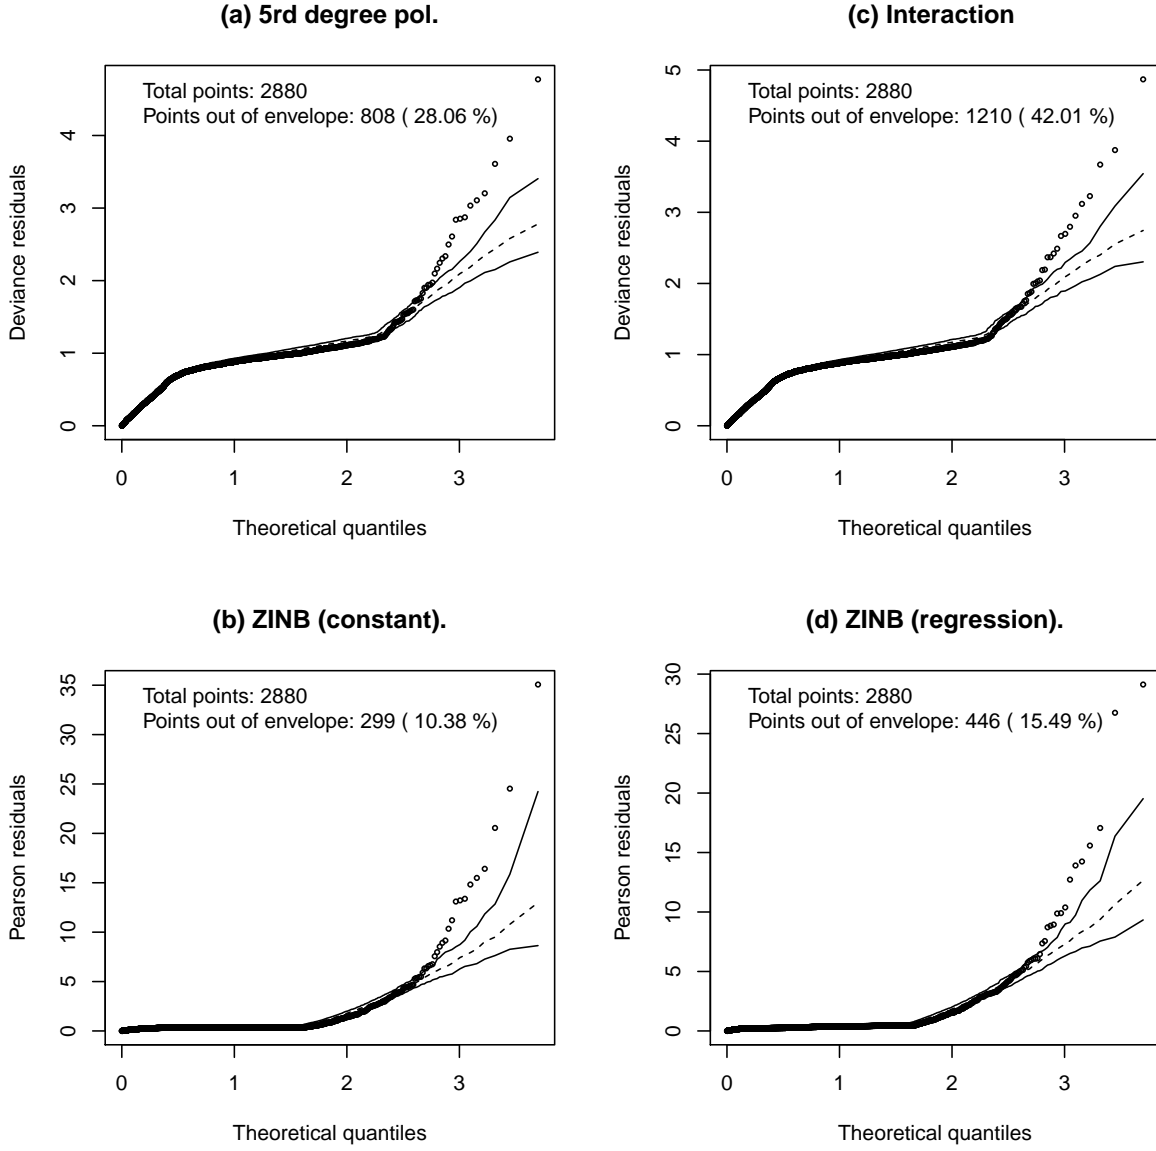 (a) 5rd degree pol.
Total points: 2880
Points out of envelope: 808 ( 28.06 %)
Deviance residuals
0
1
2
3
4
0 1 2 3
Theoretical quantiles
(c) Interaction
Total points: 2880
Points out of envelope: 1210 ( 42.01 %)
Deviance residuals
0
1
2
3
4
5
0 1 2 3
Theoretical quantiles
(b) ZINB (constant).
Total points: 2880
Points out of envelope: 299 ( 10.38 %)
Pearson residuals
0
5
10
15
20
25
30
35
0 1 2 3
Theoretical quantiles
(d) ZINB (regression).
Total points: 2880
Points out of envelope: 446 ( 15.49 %)
Pearson residuals
0
5
10
15
20
25
30
0 1 2 3
Theoretical quantiles